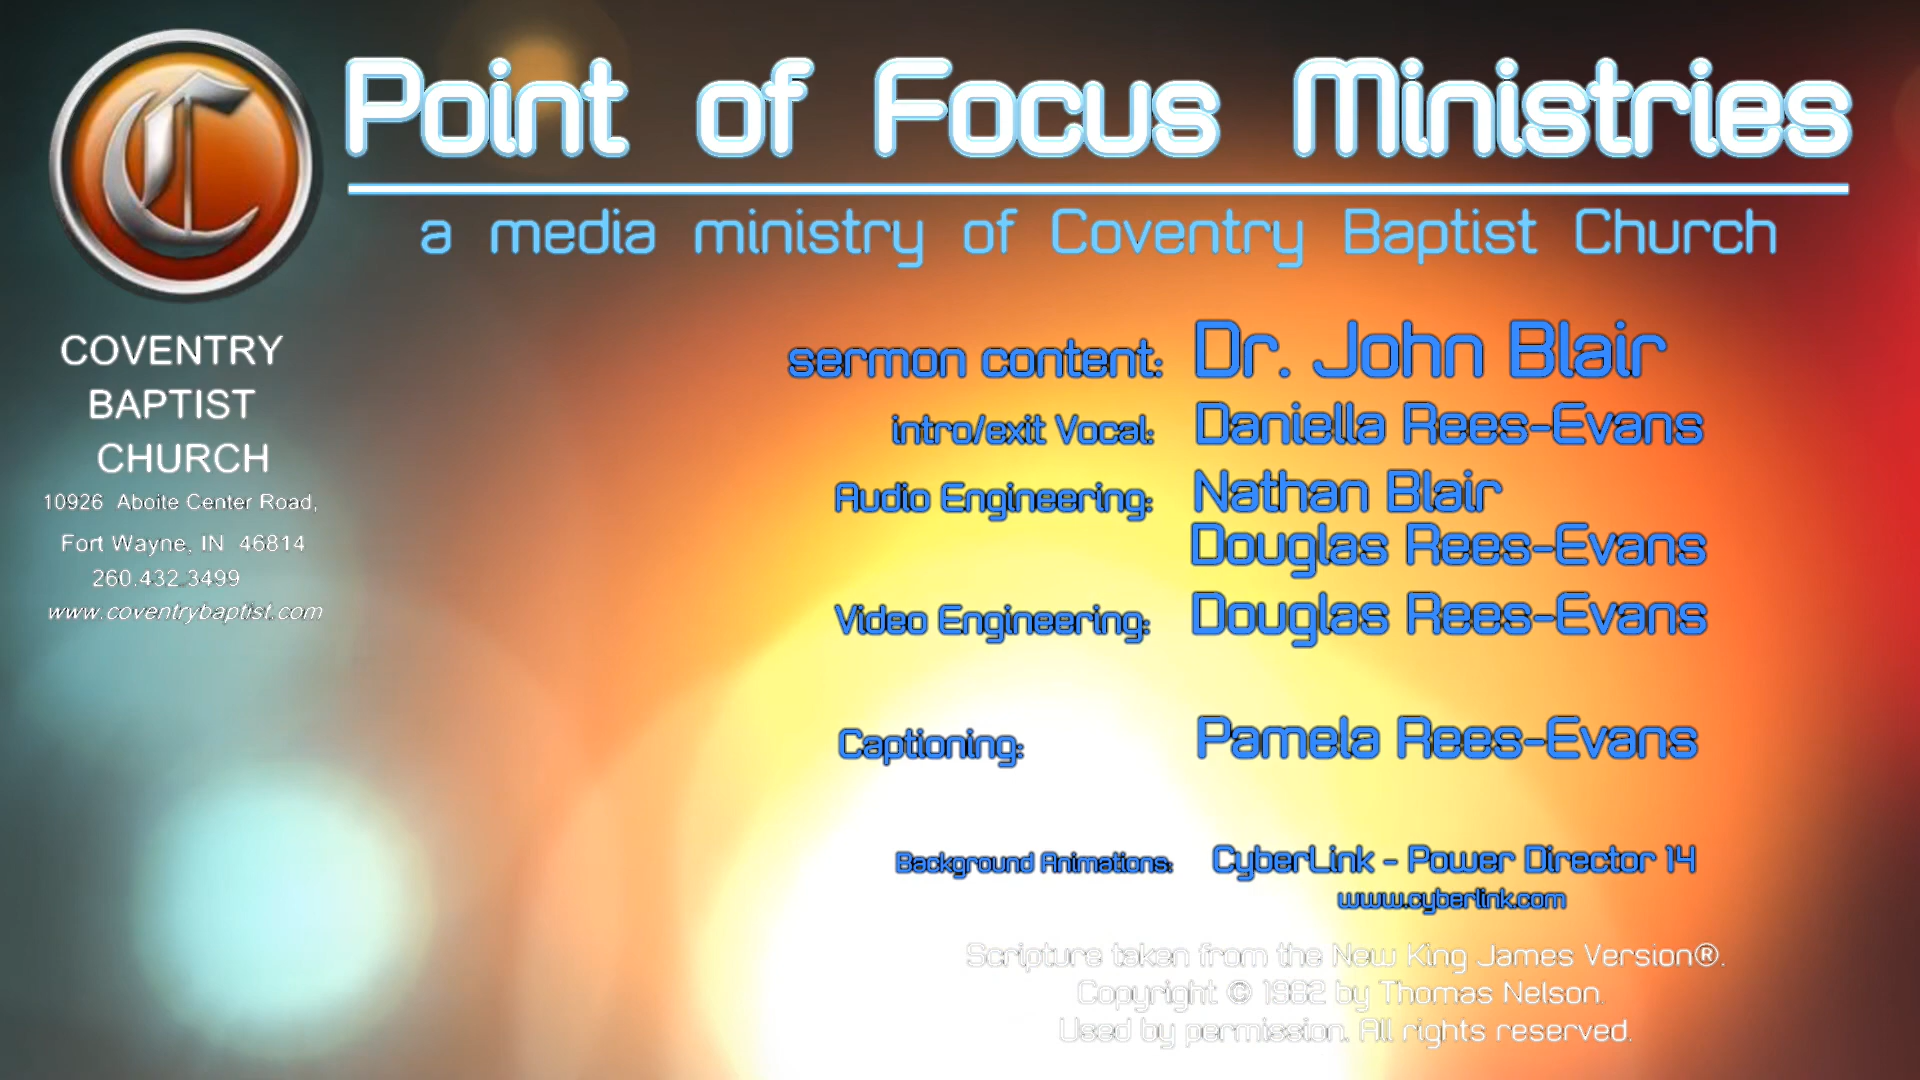 C
Point of Focus Ministries
a media ministry of Coventry Baptist Church
COVENTRY
BAPTIST
CHURCH
10926 Aboite Center Road,
Fort Wayne, IN 46814
260.432.3499
www.coventrybaptist.com
sermon content: Dr. John Blair
intro/exit Vocal: Daniella Rees-Evans
Audio Engineering: Nathan Blair
Douglas Rees-Evans
Video Engineering: Douglas Rees-Evans
Captioning: Pamela Rees-Evans
Background Animations: CyberLink - Power Director 14
www.cyberlink.com
Scripture taken from the New King James Version®.
Copyright © 1982 by Thomas Nelson.
Used by permission. All rights reserved.